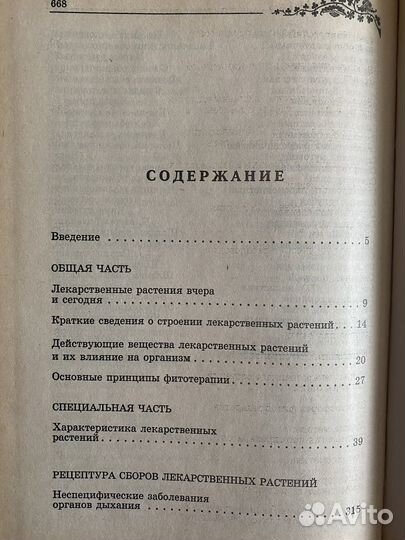 668
СОДЕРЖАНИЕ
Введение . . . . . . . . . . . . . . . . . . . . . . . . . . . 5
ОБЩАЯ ЧАСТЬ
Лекарственные растения вчера
и сегодня . . . . . . . . . . . . . . . . . . . . . . . . . . 9
Краткие сведения о строении лекарственных растений . . . 14
Действующие вещества лекарственных растений
и их влияние на организм . . . . . . . . . . . . . . . . 20
Основные принципы фитотерапии . . . . . . . . . . . . . 27
СПЕЦИАЛЬНАЯ ЧАСТЬ
Характеристика лекарственных
растений . . . . . . . . . . . . . . . . . . . . . . . . . . 39
РЕЦЕПТУРА СБОРОВ ЛЕКАРСТВЕННЫХ РАСТЕНИЙ
Неспецифические заболевания
органов дыхания . . . . . . . . . . . . . . . . . . . . . 315
Avito